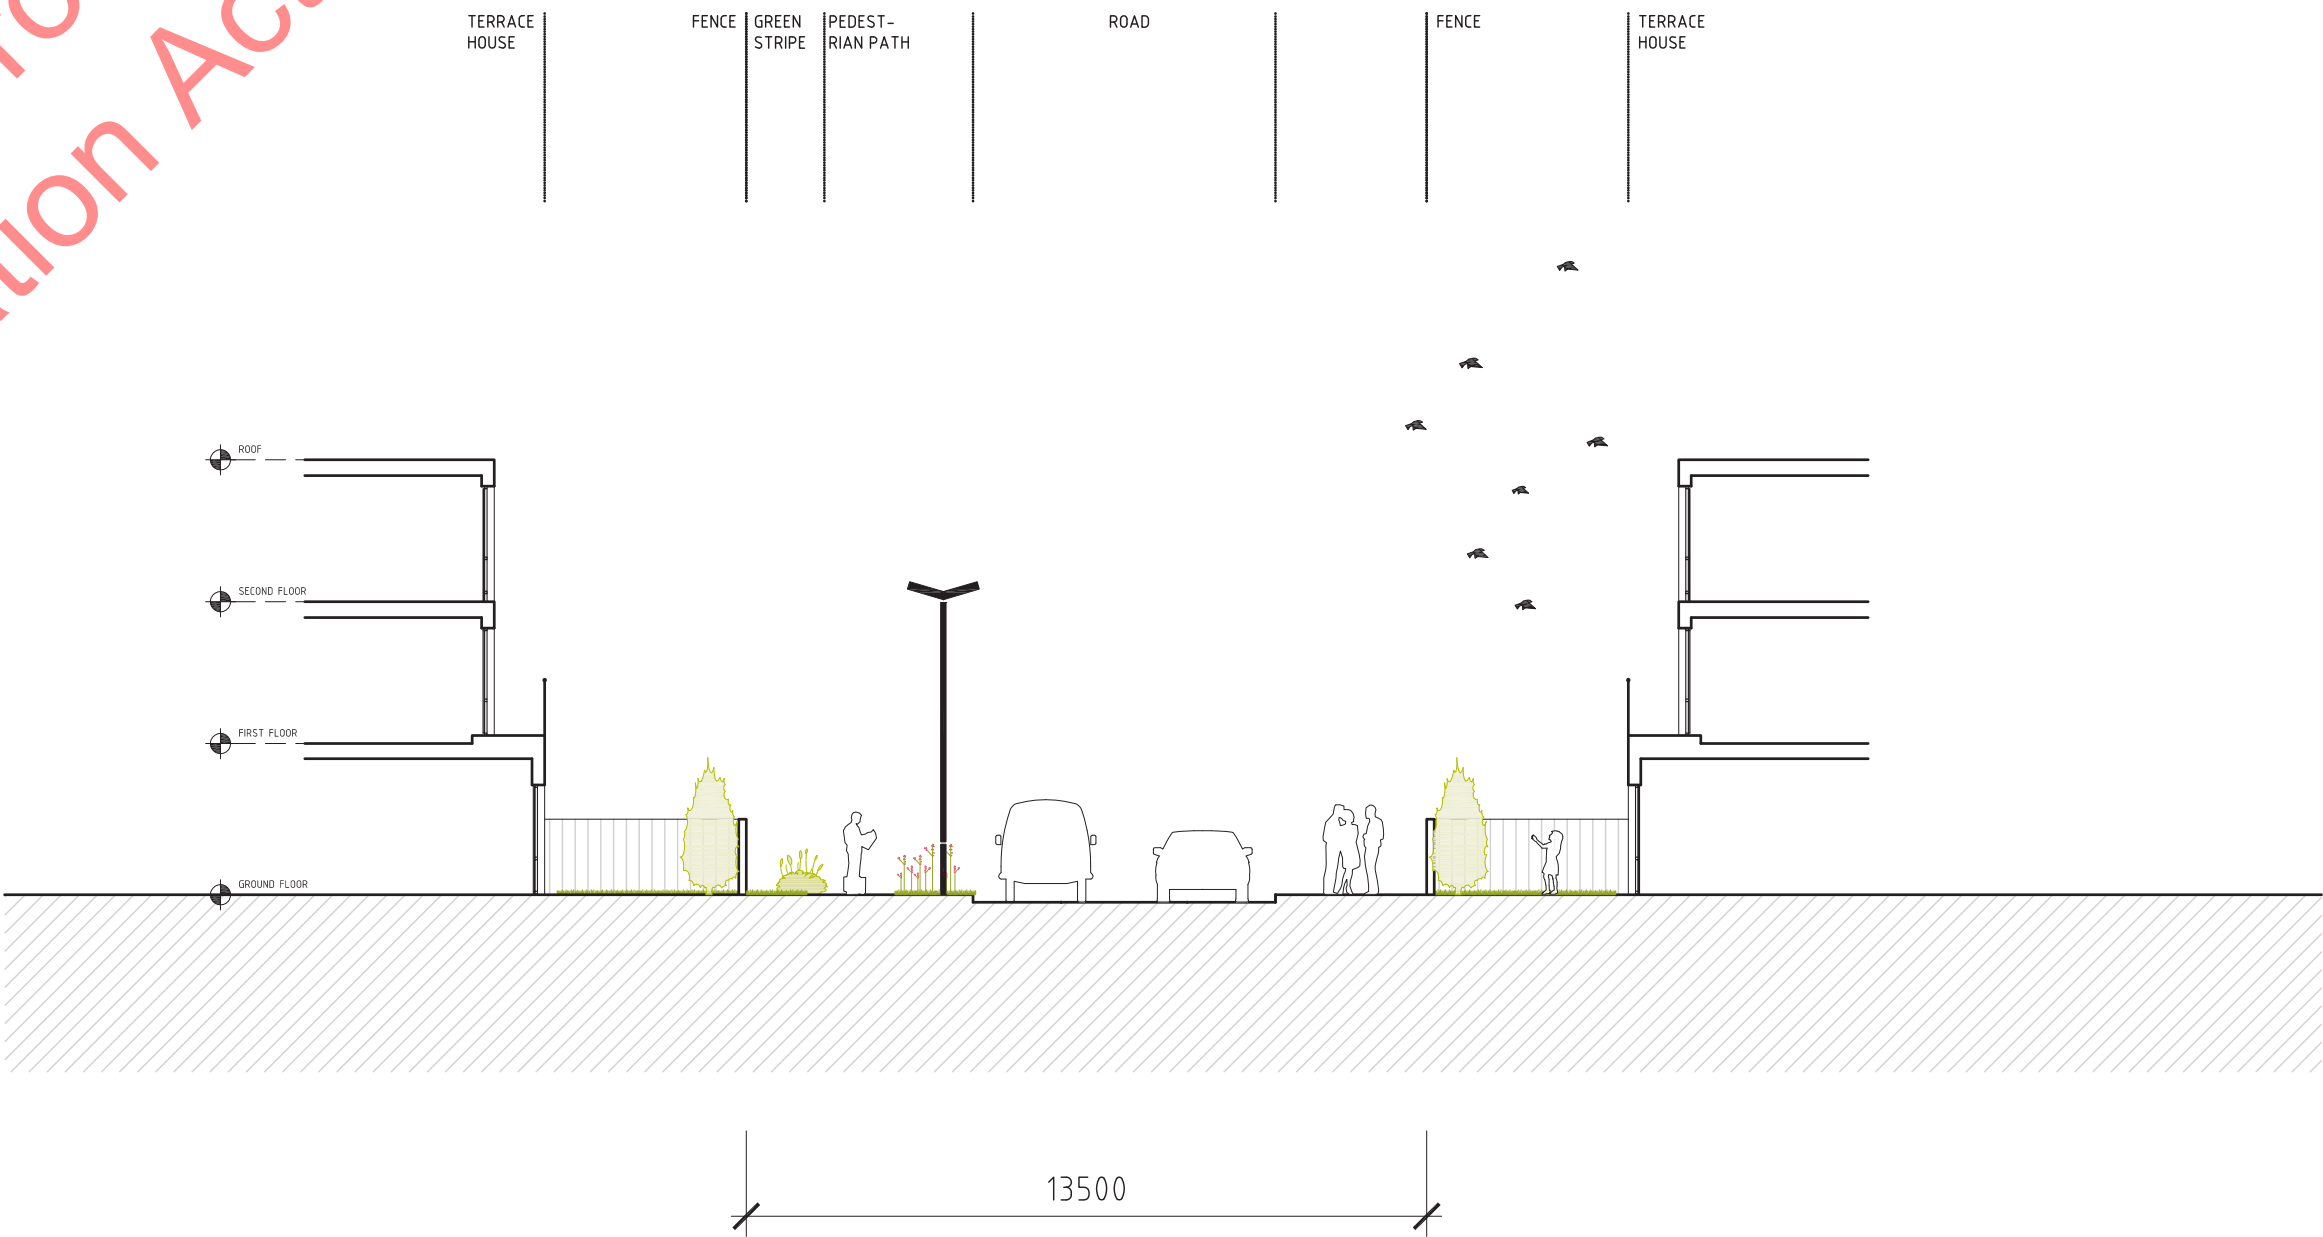 TERRACE
HOUSE
FENCE
GREEN
STRIPE
PEDEST-
RIAN PATH
ROAD
FENCE
TERRACE
HOUSE
ROOF
SECOND FLOOR
FIRST FLOOR
GROUND FLOOR
13500